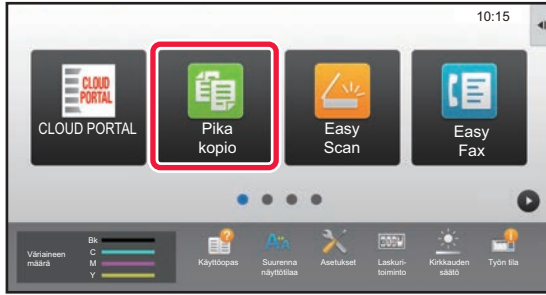 10:15
CLOUD
PORTAL
CLOUD PORTAL
Pika
kopio
Easy
Scan
Easy
Fax
Väriaineen
määrä
Bk
C
M
Y
Käyttöopas
Suurenna
näyttötilaa
Asetukset
Laskuri-
toiminto
Kirkkauden
säätö
Työn tila